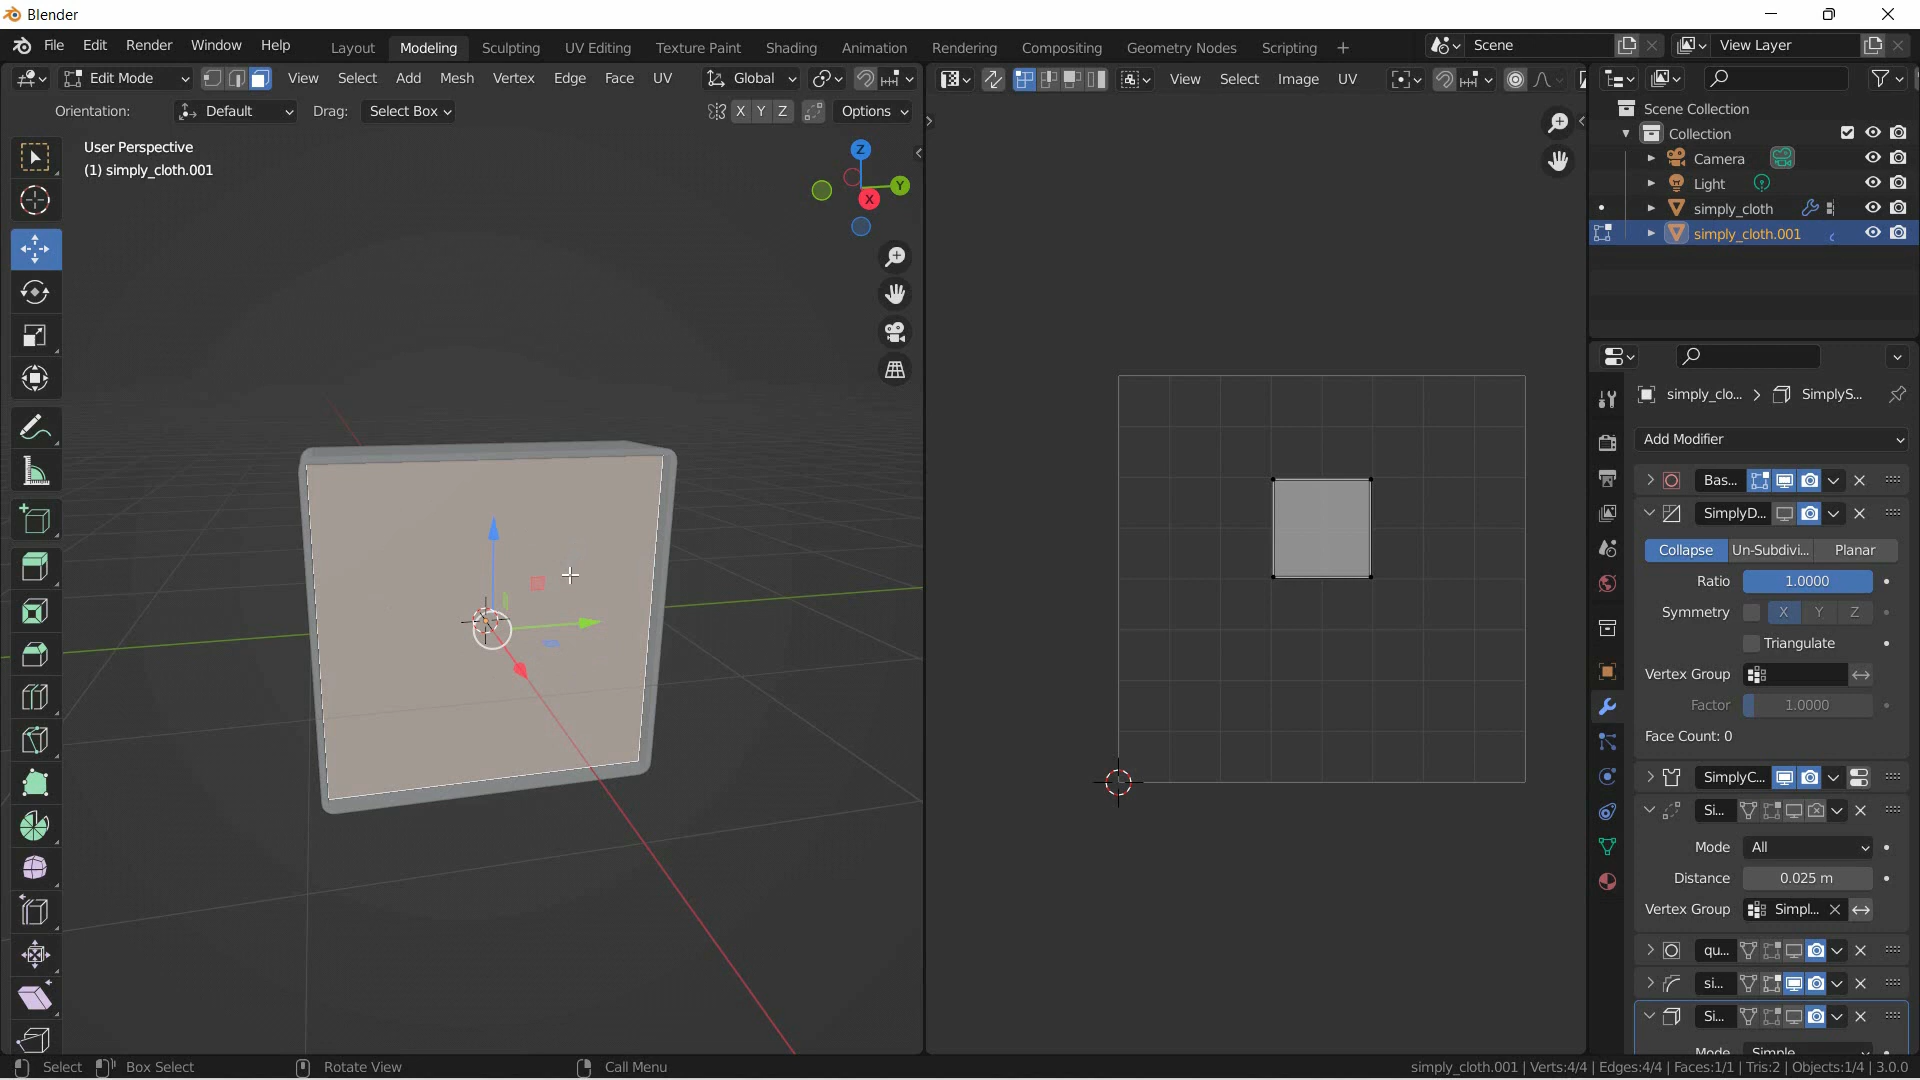 Blender
File Edit Render Window Help
Layout Modeling Sculpting UV Editing Texture Paint Shading Animation Rendering Compositing Geometry Nodes Scripting
Scene
View Layer
Edit Mode View Select Add Mesh Vertex Edge Face UV Global
View Select Image UV
Orientation: Default Drag: Select Box
X Y Z Options
User Perspective
(1) simply_cloth.001
Z
Y
X
Scene Collection
Collection
Camera
Light
simply_cloth
simply_cloth.001
simply_clo... SimplyS...
Add Modifier
Bas...
SimplyD...
Collapse Un-Subdivi... Planar
Ratio 1.0000
Symmetry X Y Z
Triangulate
Vertex Group
Factor 1.0000
Face Count: 0
SimplyC...
Si...
Mode All
Distance 0.025 m
Vertex Group Simpl...
qu...
si...
Si...
Mode Simple
Select Box Select Rotate View Call Menu
simply_cloth.001 | Verts:4/4 | Edges:4/4 | Faces:1/1 | Tris:2 | Objects:1/4 | 3.0.0